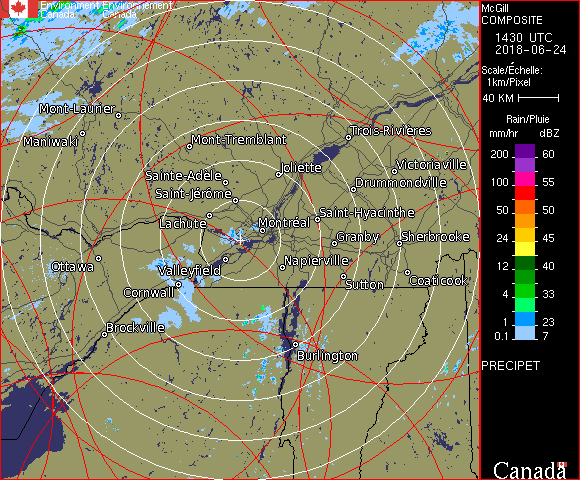 Environment Environnement
Canada Canada
McGill
COMPOSITE
1430 UTC
2018-06-24
Scale/Échelle:
1km/Pixel
40 KM
Rain/Pluie
mm/hr dBZ
200 60
155
100 55
50 50
24 45
12 40
4 33
1 23
0.1 7
PRECIPET
Canada
Mont-Laurier
Maniwaki
Mont-Tremblant
Trois-Rivières
Sainte-Adèle
Joliette
Victoriaville
Saint-Jérôme
Drummondville
Lachute
Montréal
Saint-Hyacinthe
Granby
Sherbrooke
Ottawa
Valleyfield
Napierville
Cornwall
Sutton
Coaticook
Brockville
Burlington